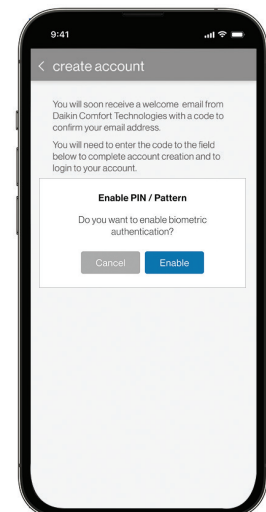 9:41
< create account
You will soon receive a welcome email from
Daikin Comfort Technologies with a code to
confirm your email address.
You will need to enter the code to the field
below to complete account creation and to
login to your account.
Enable PIN / Pattern
Do you want to enable biometric
authentication?
Cancel Enable